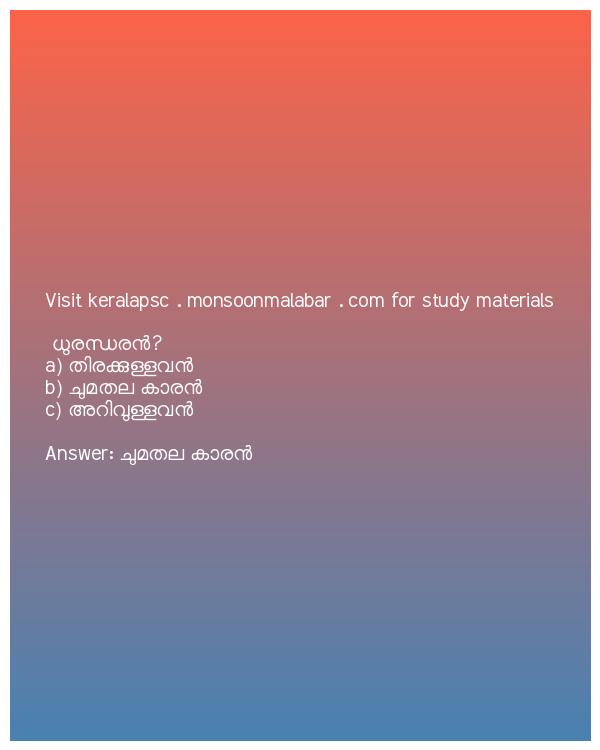 Visit keralapsc . monsoonmalabar . com for study materials
ധുരന്ധരൻ?
a) തിരക്കുള്ളവൻ
b) ചുമതല കാരൻ
c) അറിവുള്ളവൻ
Answer: ചുമതല കാരൻ